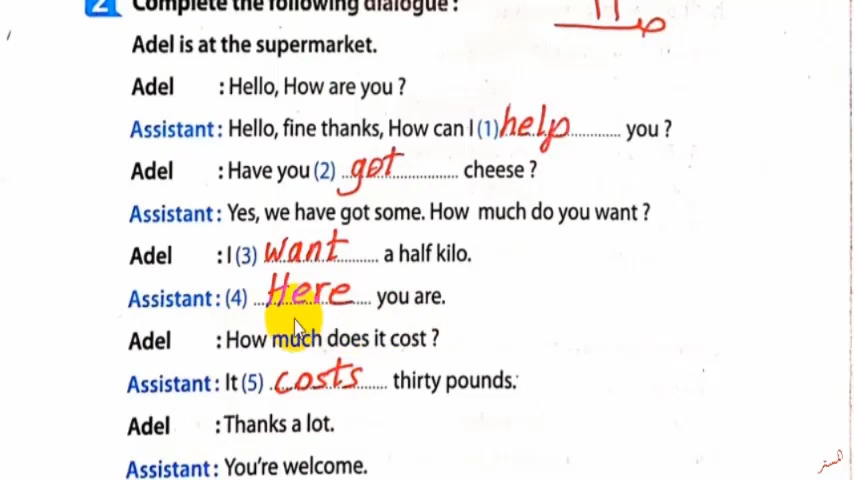 2 Complete the following dialogue :
Adel is at the supermarket.
Adel : Hello, How are you ?
Assistant : Hello, fine thanks, How can I (1) help you ?
Adel : Have you (2) got cheese ?
Assistant : Yes, we have got some. How much do you want ?
Adel : I (3) want a half kilo.
Assistant : (4) Here you are.
Adel : How much does it cost ?
Assistant : It (5) costs thirty pounds.
Adel : Thanks a lot.
Assistant : You're welcome.